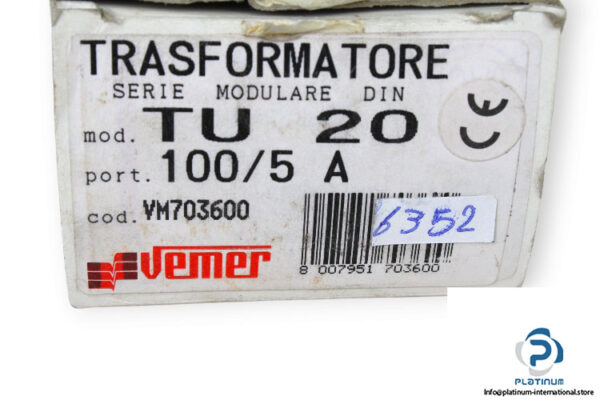 TRASFORMATORE
SERIE MODULARE DIN
mod. TU 20
port. 100/5 A
cod. VM703600
CE
6352
Vemer
8 007951 703600
PLATINUM
Info@platinum-international.store